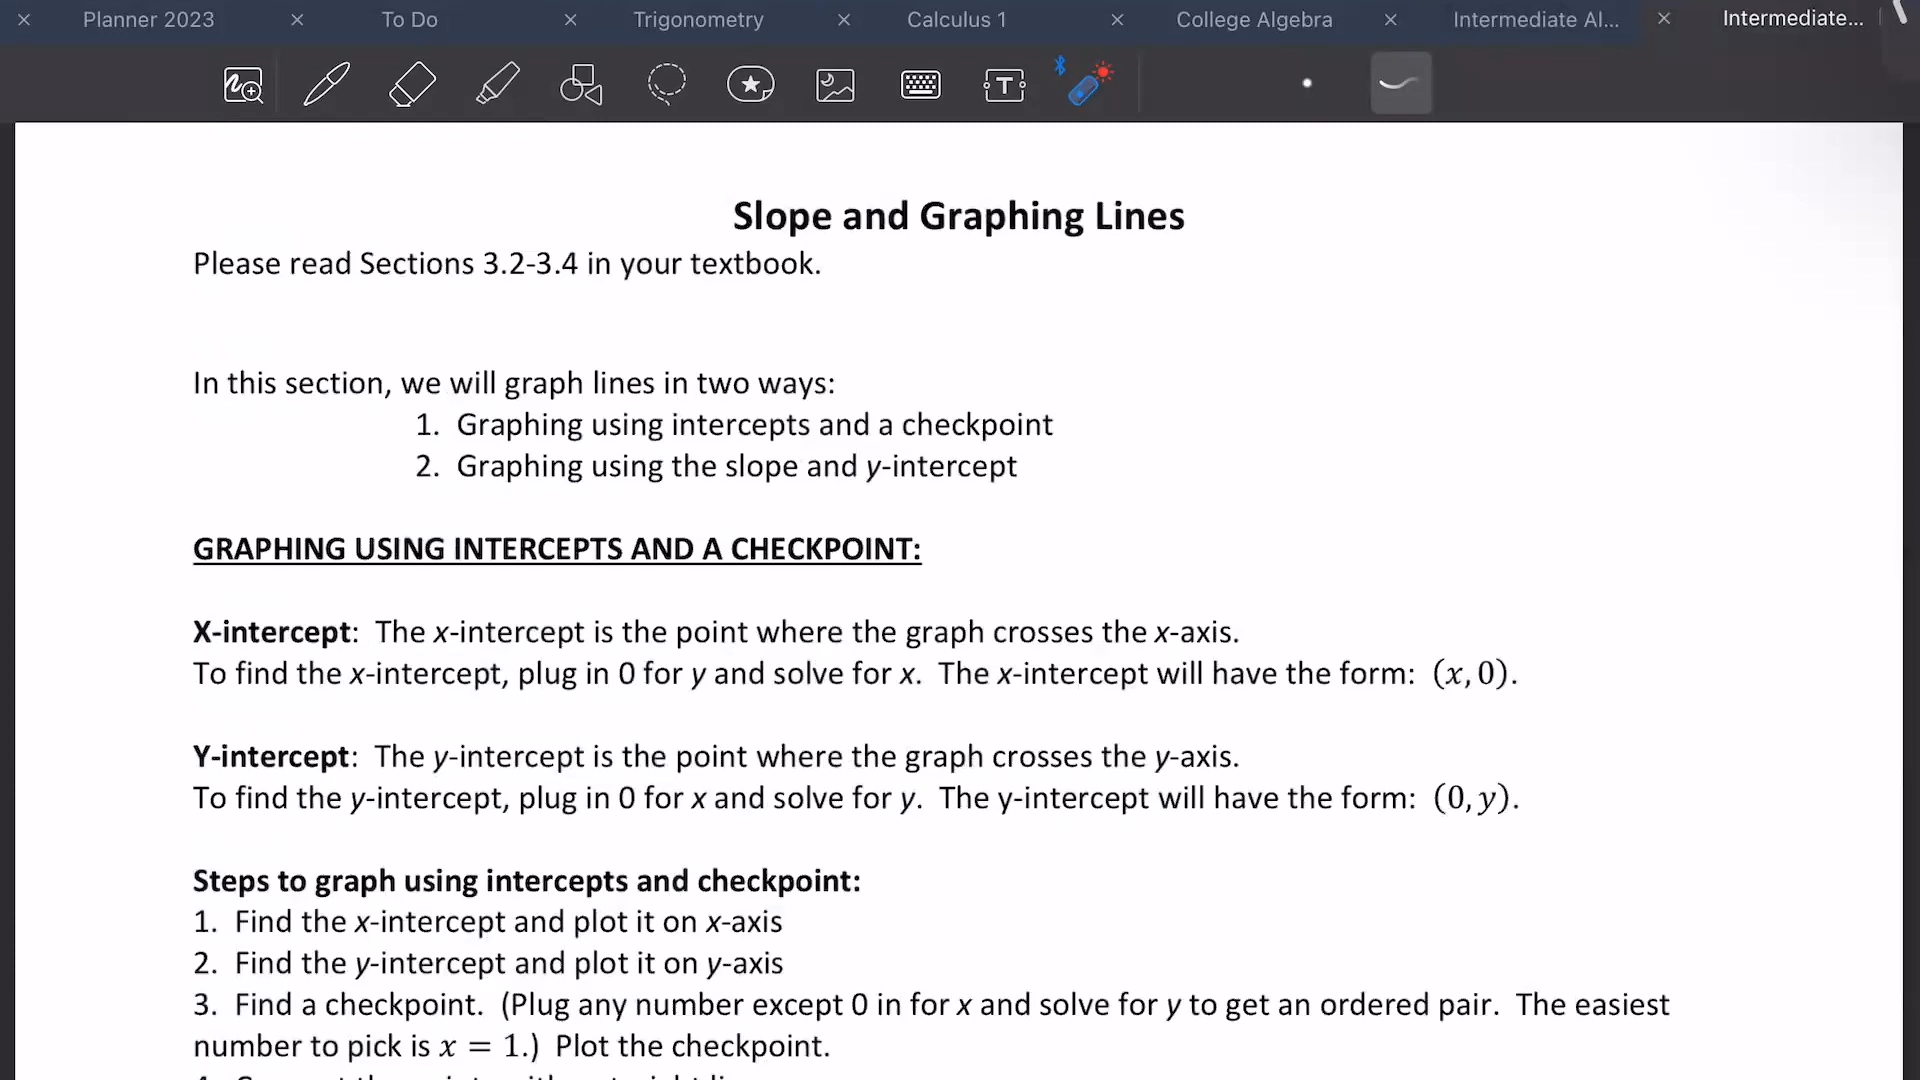 Planner 2023 To Do Trigonometry Calculus 1 College Algebra Intermediate Al... Intermediate...
Slope and Graphing Lines
Please read Sections 3.2-3.4 in your textbook.
In this section, we will graph lines in two ways:
1. Graphing using intercepts and a checkpoint
2. Graphing using the slope and y-intercept
GRAPHING USING INTERCEPTS AND A CHECKPOINT:
X-intercept: The x-intercept is the point where the graph crosses the x-axis.
To find the x-intercept, plug in 0 for y and solve for x. The x-intercept will have the form: (x, 0).
Y-intercept: The y-intercept is the point where the graph crosses the y-axis.
To find the y-intercept, plug in 0 for x and solve for y. The y-intercept will have the form: (0, y).
Steps to graph using intercepts and checkpoint:
1. Find the x-intercept and plot it on x-axis
2. Find the y-intercept and plot it on y-axis
3. Find a checkpoint. (Plug any number except 0 in for x and solve for y to get an ordered pair. The easiest
number to pick is x = 1.) Plot the checkpoint.